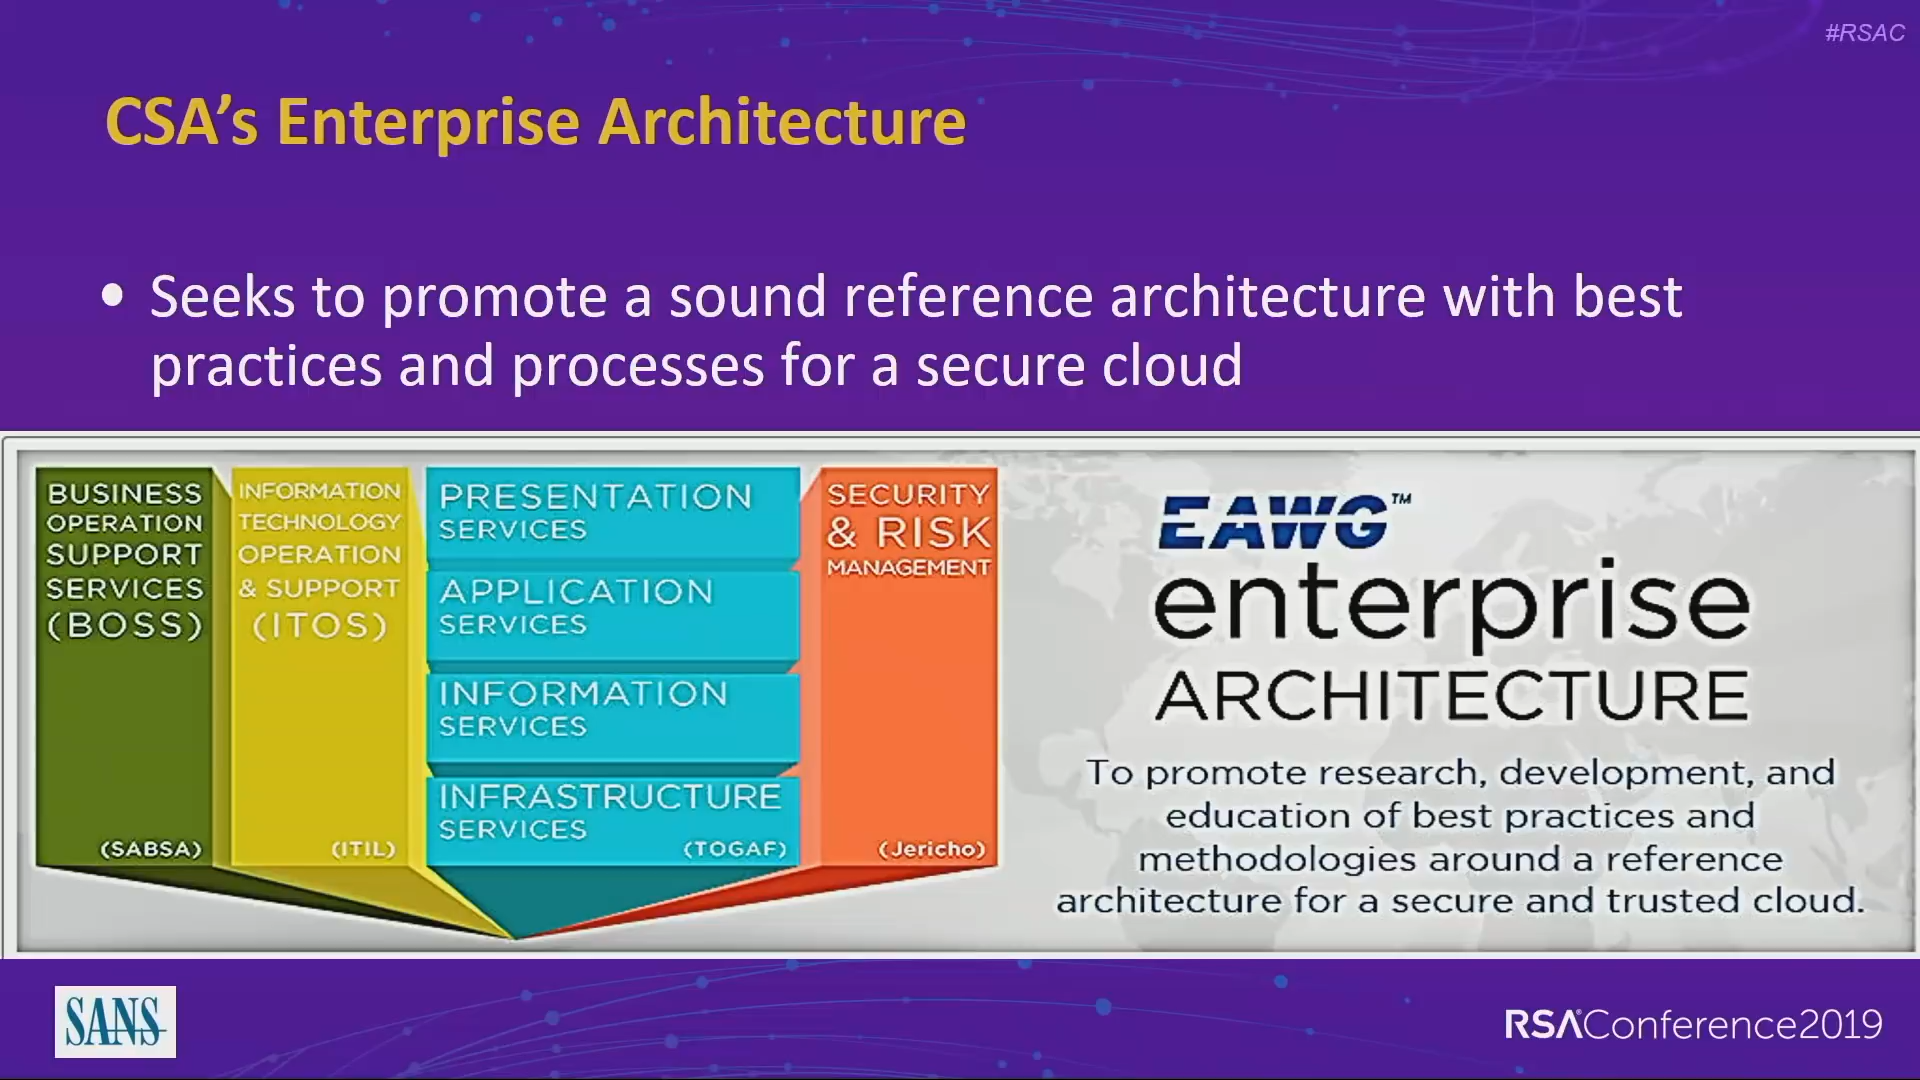 #RSAC
CSA’s Enterprise Architecture
• Seeks to promote a sound reference architecture with best
practices and processes for a secure cloud
BUSINESS
OPERATION
SUPPORT
SERVICES
(BOSS)
(SABSA)
INFORMATION
TECHNOLOGY
OPERATION
& SUPPORT
(ITOS)
(ITIL)
PRESENTATION
SERVICES
APPLICATION
SERVICES
INFORMATION
SERVICES
INFRASTRUCTURE
SERVICES
(TOGAF)
SECURITY
& RISK
MANAGEMENT
(Jericho)
EAWG™
enterprise
ARCHITECTURE
To promote research, development, and
education of best practices and
methodologies around a reference
architecture for a secure and trusted cloud.
SANS
RSA®Conference2019